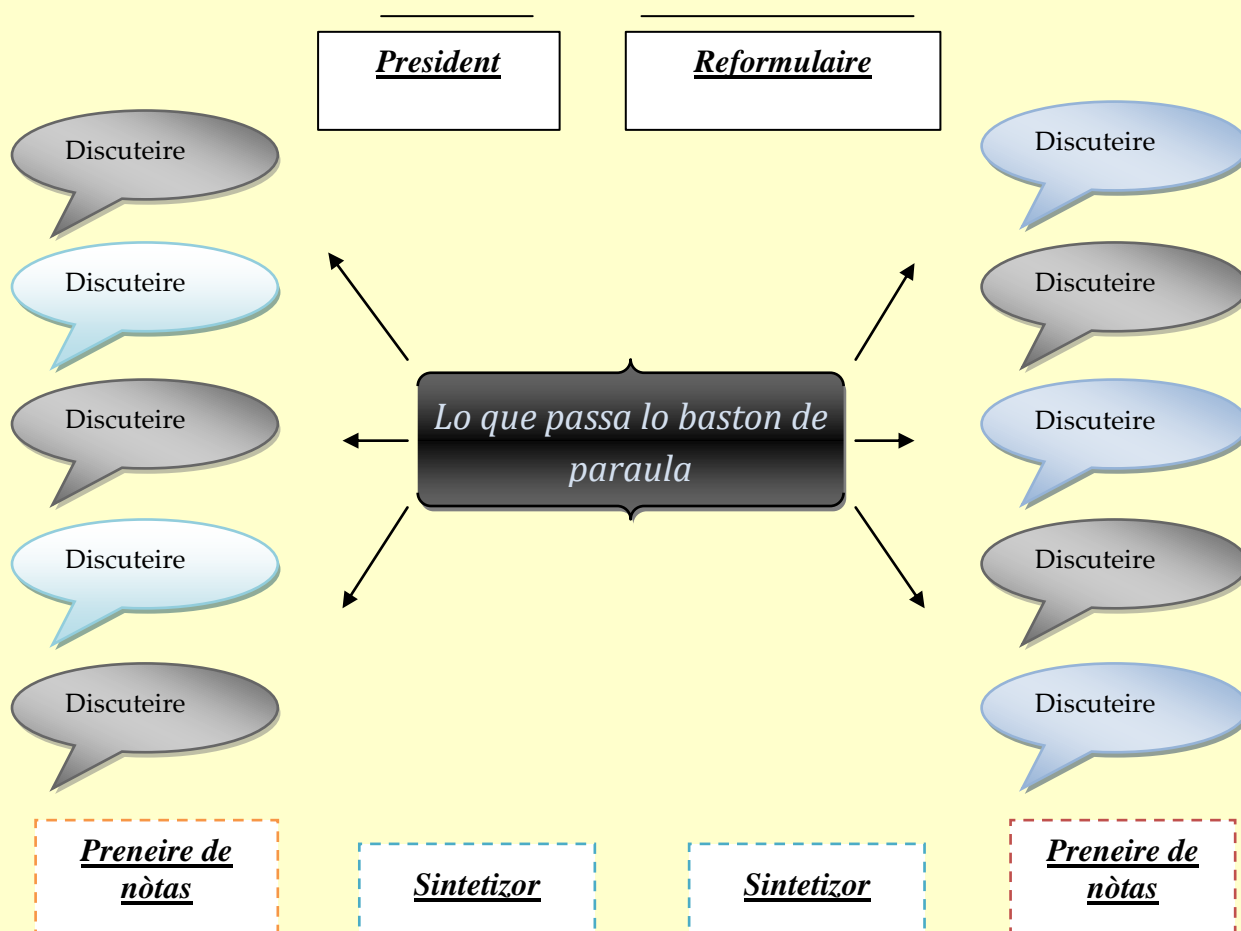 President
Reformulaire
Discuteire
Discuteire
Discuteire
Discuteire
Discuteire
Discuteire
Lo que passa lo baston de
paraula
Discuteire
Discuteire
Discuteire
Discuteire
Preneire de
nòtas
Sintetizor
Sintetizor
Preneire de
nòtas